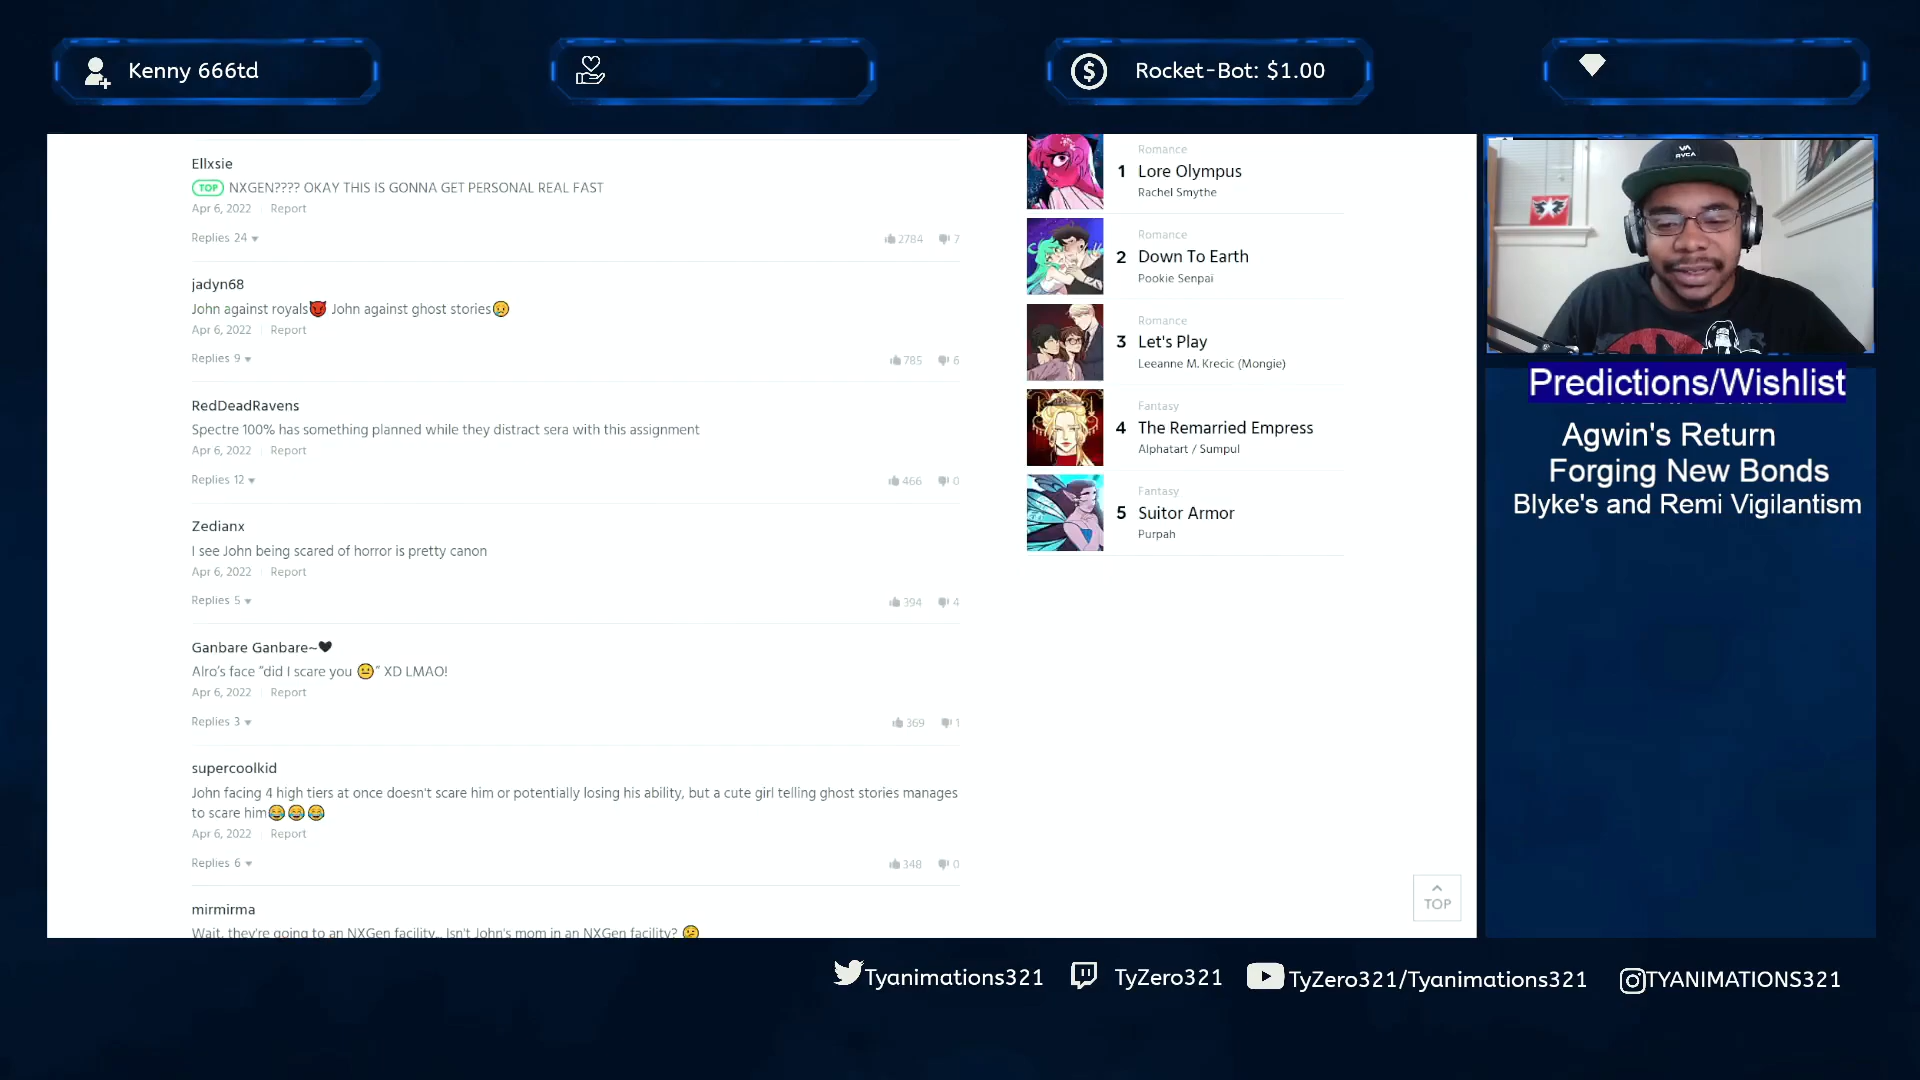 Kenny 666td
Rocket-Bot: $1.00
Ellxsie
TOP NXGEN???? OKAY THIS IS GONNA GET PERSONAL REAL FAST
Apr 6, 2022 Report
Replies 24
2784 7
jadyn68
John against royals👿 John against ghost stories😥
Apr 6, 2022 Report
Replies 9
785 6
RedDeadRavens
Spectre 100% has something planned while they distract sera with this assignment
Apr 6, 2022 Report
Replies 12
466 0
Zedianx
I see John being scared of horror is pretty canon
Apr 6, 2022 Report
Replies 5
394 4
Ganbare Ganbare~🖤
Alro's face “did I scare you 😐” XD LMAO!
Apr 6, 2022 Report
Replies 3
369 1
supercoolkid
John facing 4 high tiers at once doesn't scare him or potentially losing his ability, but a cute girl telling ghost stories manages
to scare him😂😂😂
Apr 6, 2022 Report
Replies 6
348 0
mirmirma
Wait, they're going to an NXGen facility... Isn't John's mom in an NXGen facility? 🤔
Romance
1 Lore Olympus
Rachel Smythe
Romance
2 Down To Earth
Pookie Senpai
Romance
3 Let's Play
Leeanne M. Krecic (Mongie)
Fantasy
4 The Remarried Empress
Alphatart / Sumpul
Fantasy
5 Suitor Armor
Purpah
TOP
VA
RVCA
Predictions/Wishlist
Agwin's Return
Forging New Bonds
Blyke's and Remi Vigilantism
Tyanimations321
TyZero321
TyZero321/Tyanimations321
TYANIMATIONS321